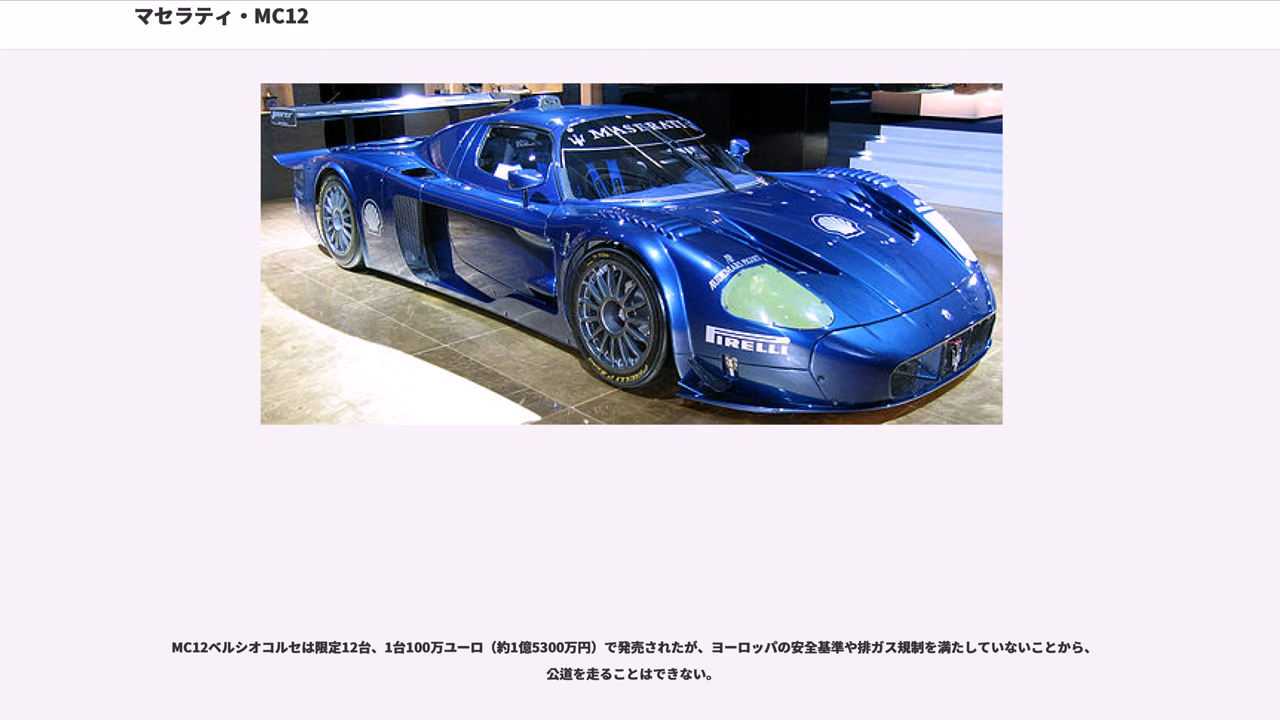 マセラティ・MC12
MASERATI
PIRELLI
MC12ベルシオコルセは限定12台、1台100万ユーロ（約1億5300万円）で発売されたが、ヨーロッパの安全基準や排ガス規制を満たしていないことから、
公道を走ることはできない。